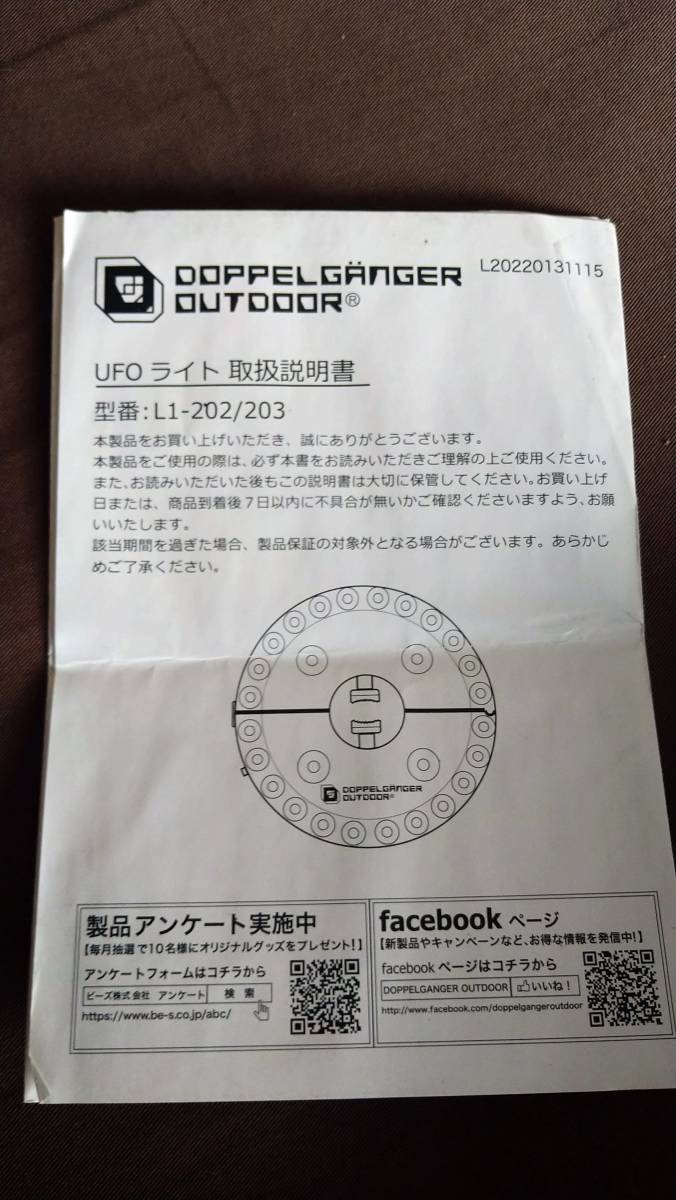 DOPPELGÄNGER
OUTDOOR®
L20220131115
UFO ライト 取扱説明書
型番:L1-202/203
本製品をお買い上げいただき、誠にありがとうございます。
本製品をご使用の際は、必ず本書をお読みいただきご理解の上ご使用ください。
また、お読みいただいた後もこの説明書は大切に保管してください。お買い上げ
日または、商品到着後7日以内に不具合が無いかご確認くださいますよう、お願
いいたします。
該当期間を過ぎた場合、製品保証の対象外となる場合がございます。あらかじ
めご了承ください。
DOPPELGÄNGER
OUTDOOR®
製品アンケート実施中
【毎月抽選で10名様にオリジナルグッズをプレゼント!】
アンケートフォームはコチラから
ビーズ株式会社 アンケート 検索
https://www.be-s.co.jp/abc/
facebook ページ
【新製品やキャンペーンなど、お得な情報を発信中!】
facebook ページはコチラから
DOPPELGANGER OUTDOOR いいね!
http://www.facebook.com/doppelgangeroutdoor